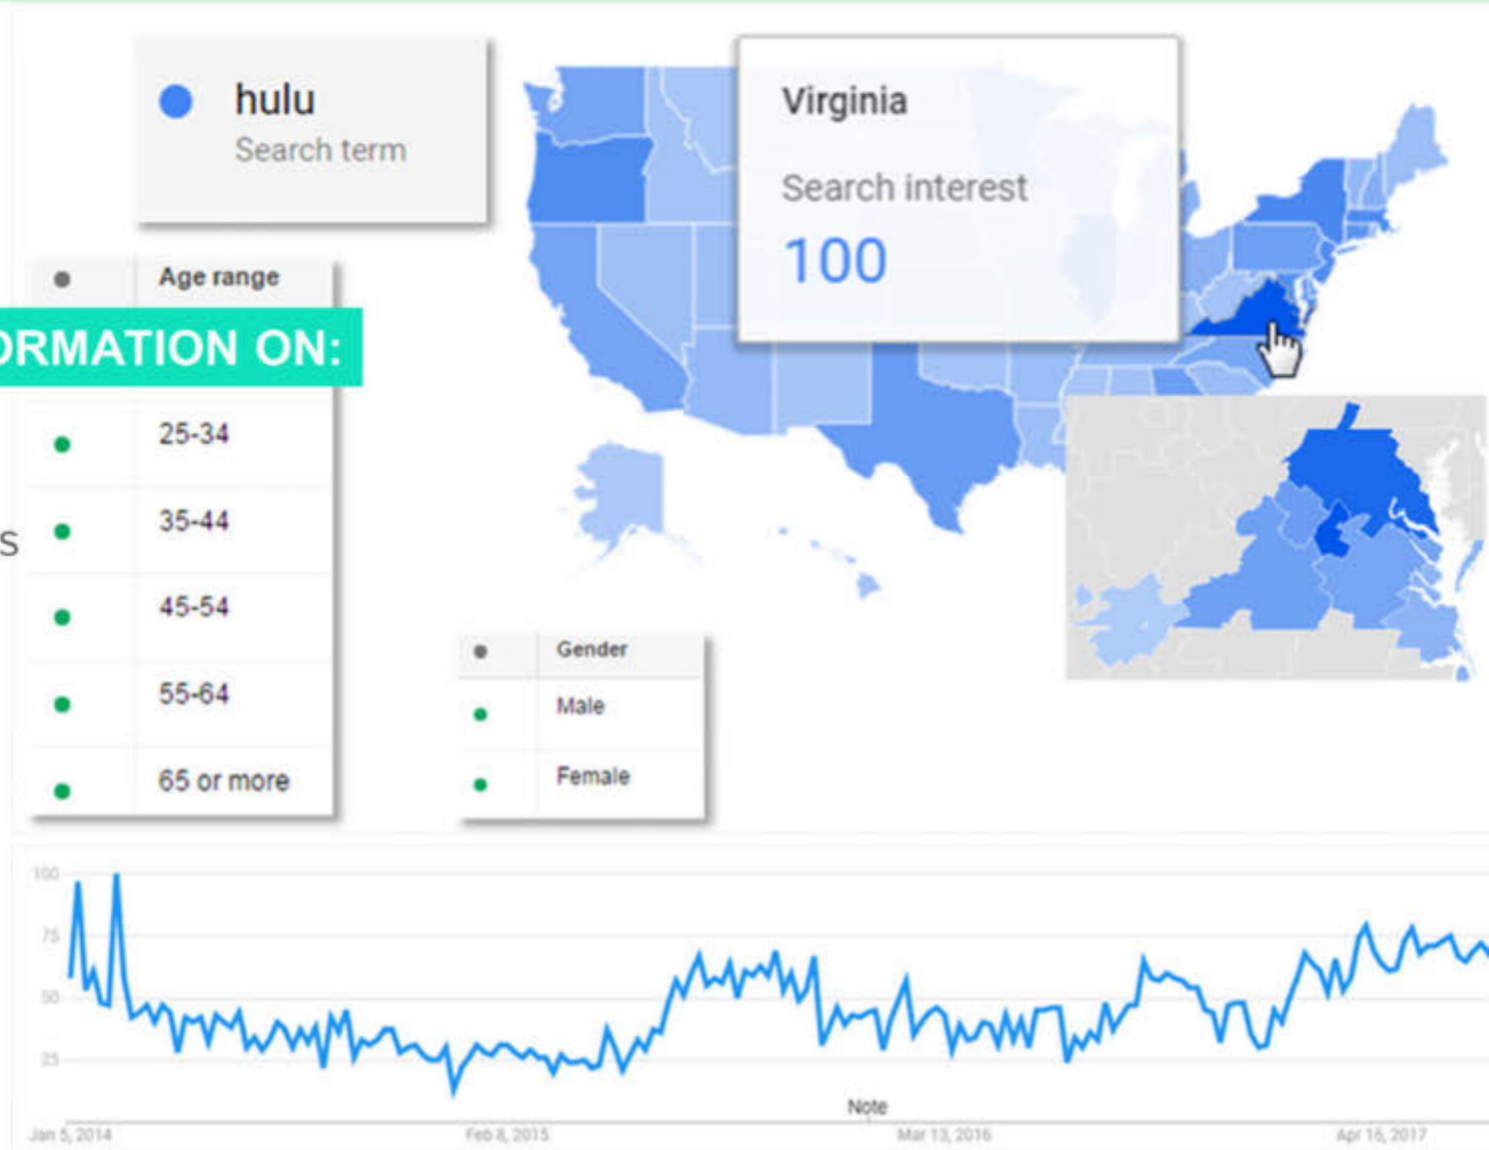 hulu
Search term
Virginia
Search interest
100
Age range
ORMATION ON:
25-34
35-44
s
45-54
55-64
65 or more
Gender
Male
Female
100
75
50
25
Note
Jan 5, 2014
Feb 8, 2015
Mar 13, 2016
Apr 16, 2017